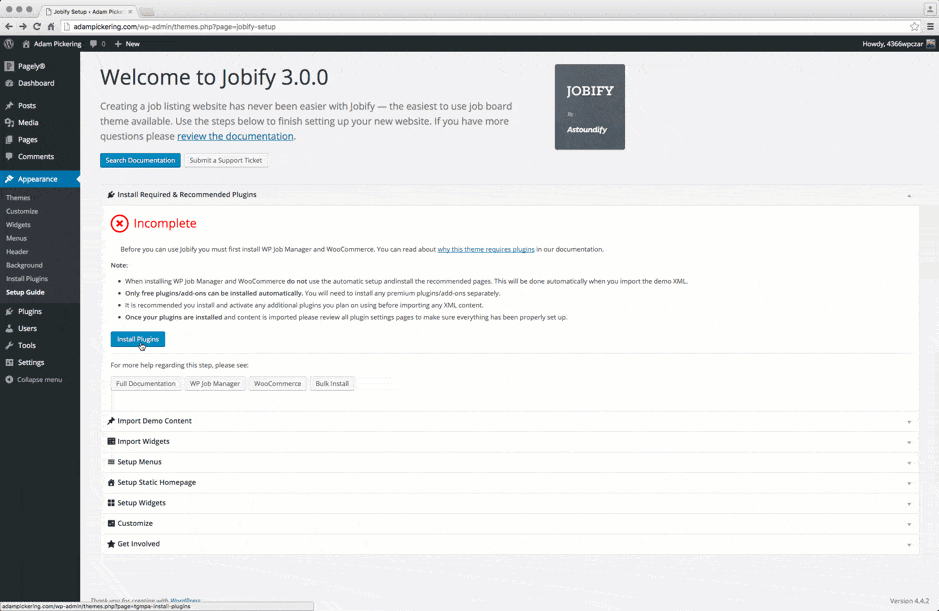 Jobify Setup ‹ Adam Picker
adampickering.com/wp-admin/themes.php?page=jobify-setup
Adam Pickering 0 + New Howdy, 4366wpczar
Pagely®
Dashboard
Posts
Media
Pages
Comments
Appearance
Themes
Customize
Widgets
Menus
Header
Background
Install Plugins
Setup Guide
Plugins
Users
Tools
Settings
Collapse menu
Welcome to Jobify 3.0.0
Creating a job listing website has never been easier with Jobify — the easiest to use job board
theme available. Use the steps below to finish setting up your new website. If you have more
questions please review the documentation.
Search Documentation Submit a Support Ticket
JOBIFY
By
Astoundify
Install Required & Recommended Plugins
Incomplete
Before you can use Jobify you must first install WP Job Manager and WooCommerce. You can read about why this theme requires plugins in our documentation.
Note:
• When installing WP Job Manager and WooCommerce do not use the automatic setup andinstall the recommended pages. This will be done automatically when you import the demo XML.
• Only free plugins/add-ons can be installed automatically. You will need to install any premium plugins/add-ons separately.
• It is recommended you install and activate any additional plugins you plan on using before importing any XML content.
• Once your plugins are installed and content is imported please review all plugin settings pages to make sure everything has been properly set up.
Install Plugins
For more help regarding this step, please see:
Full Documentation WP Job Manager WooCommerce Bulk Install
Import Demo Content
Import Widgets
Setup Menus
Setup Static Homepage
Setup Widgets
Customize
Get Involved
Thank you for creating with WordPress. Version 4.4.2
adampickering.com/wp-admin/themes.php?page=tgmpa-install-plugins